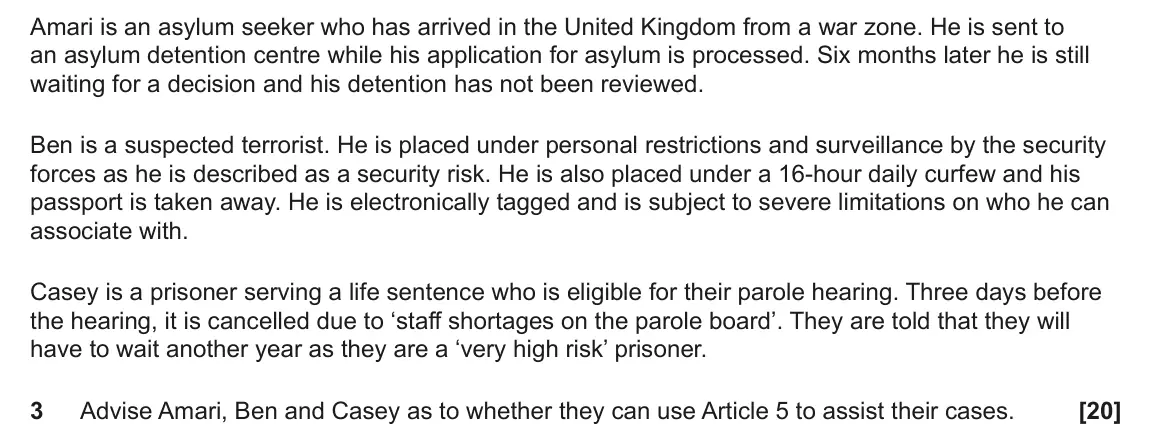 Amari is an asylum seeker who has arrived in the United Kingdom from a war zone. He is sent to
an asylum detention centre while his application for asylum is processed. Six months later he is still
waiting for a decision and his detention has not been reviewed.
Ben is a suspected terrorist. He is placed under personal restrictions and surveillance by the security
forces as he is described as a security risk. He is also placed under a 16-hour daily curfew and his
passport is taken away. He is electronically tagged and is subject to severe limitations on who he can
associate with.
Casey is a prisoner serving a life sentence who is eligible for their parole hearing. Three days before
the hearing, it is cancelled due to ‘staff shortages on the parole board’. They are told that they will
have to wait another year as they are a ‘very high risk’ prisoner.
3 Advise Amari, Ben and Casey as to whether they can use Article 5 to assist their cases. [20]